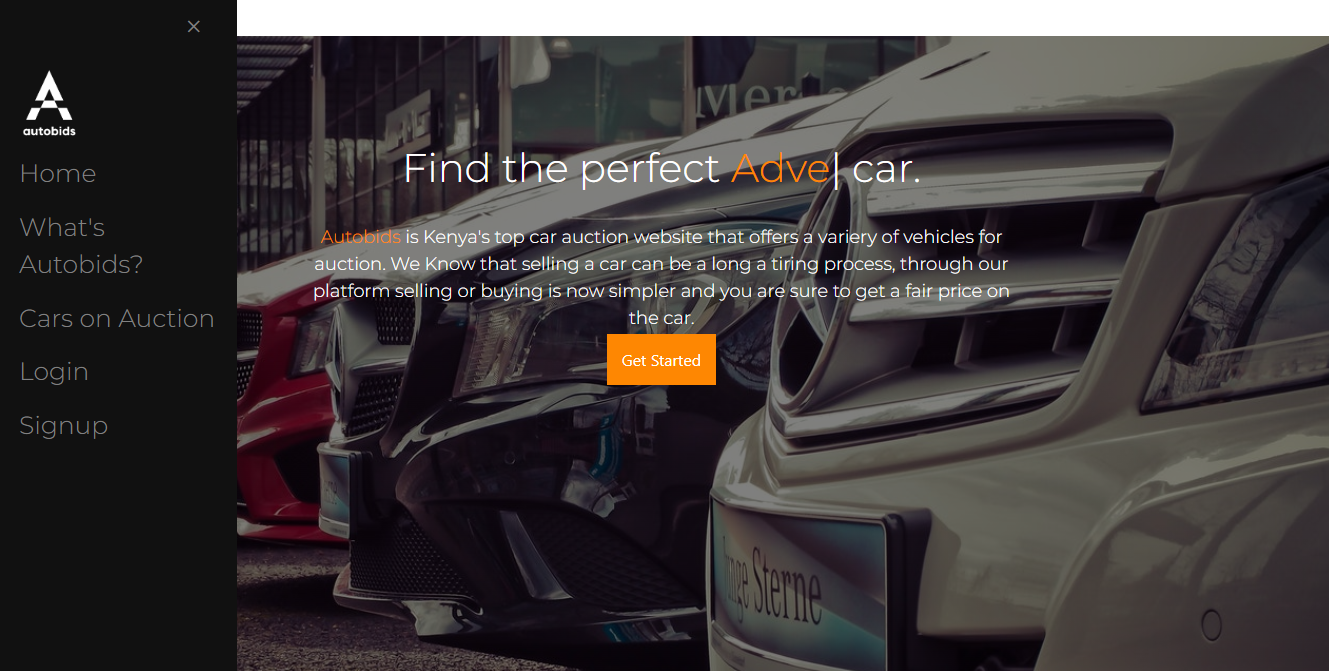 ×
autobids
Home
What's
Autobids?
Cars on Auction
Login
Signup
Find the perfect Adve| car.
Autobids is Kenya's top car auction website that offers a variery of vehicles for
auction. We Know that selling a car can be a long a tiring process, through our
platform selling or buying is now simpler and you are sure to get a fair price on
the car.
Get Started
AMG
Merce
unge Sterne